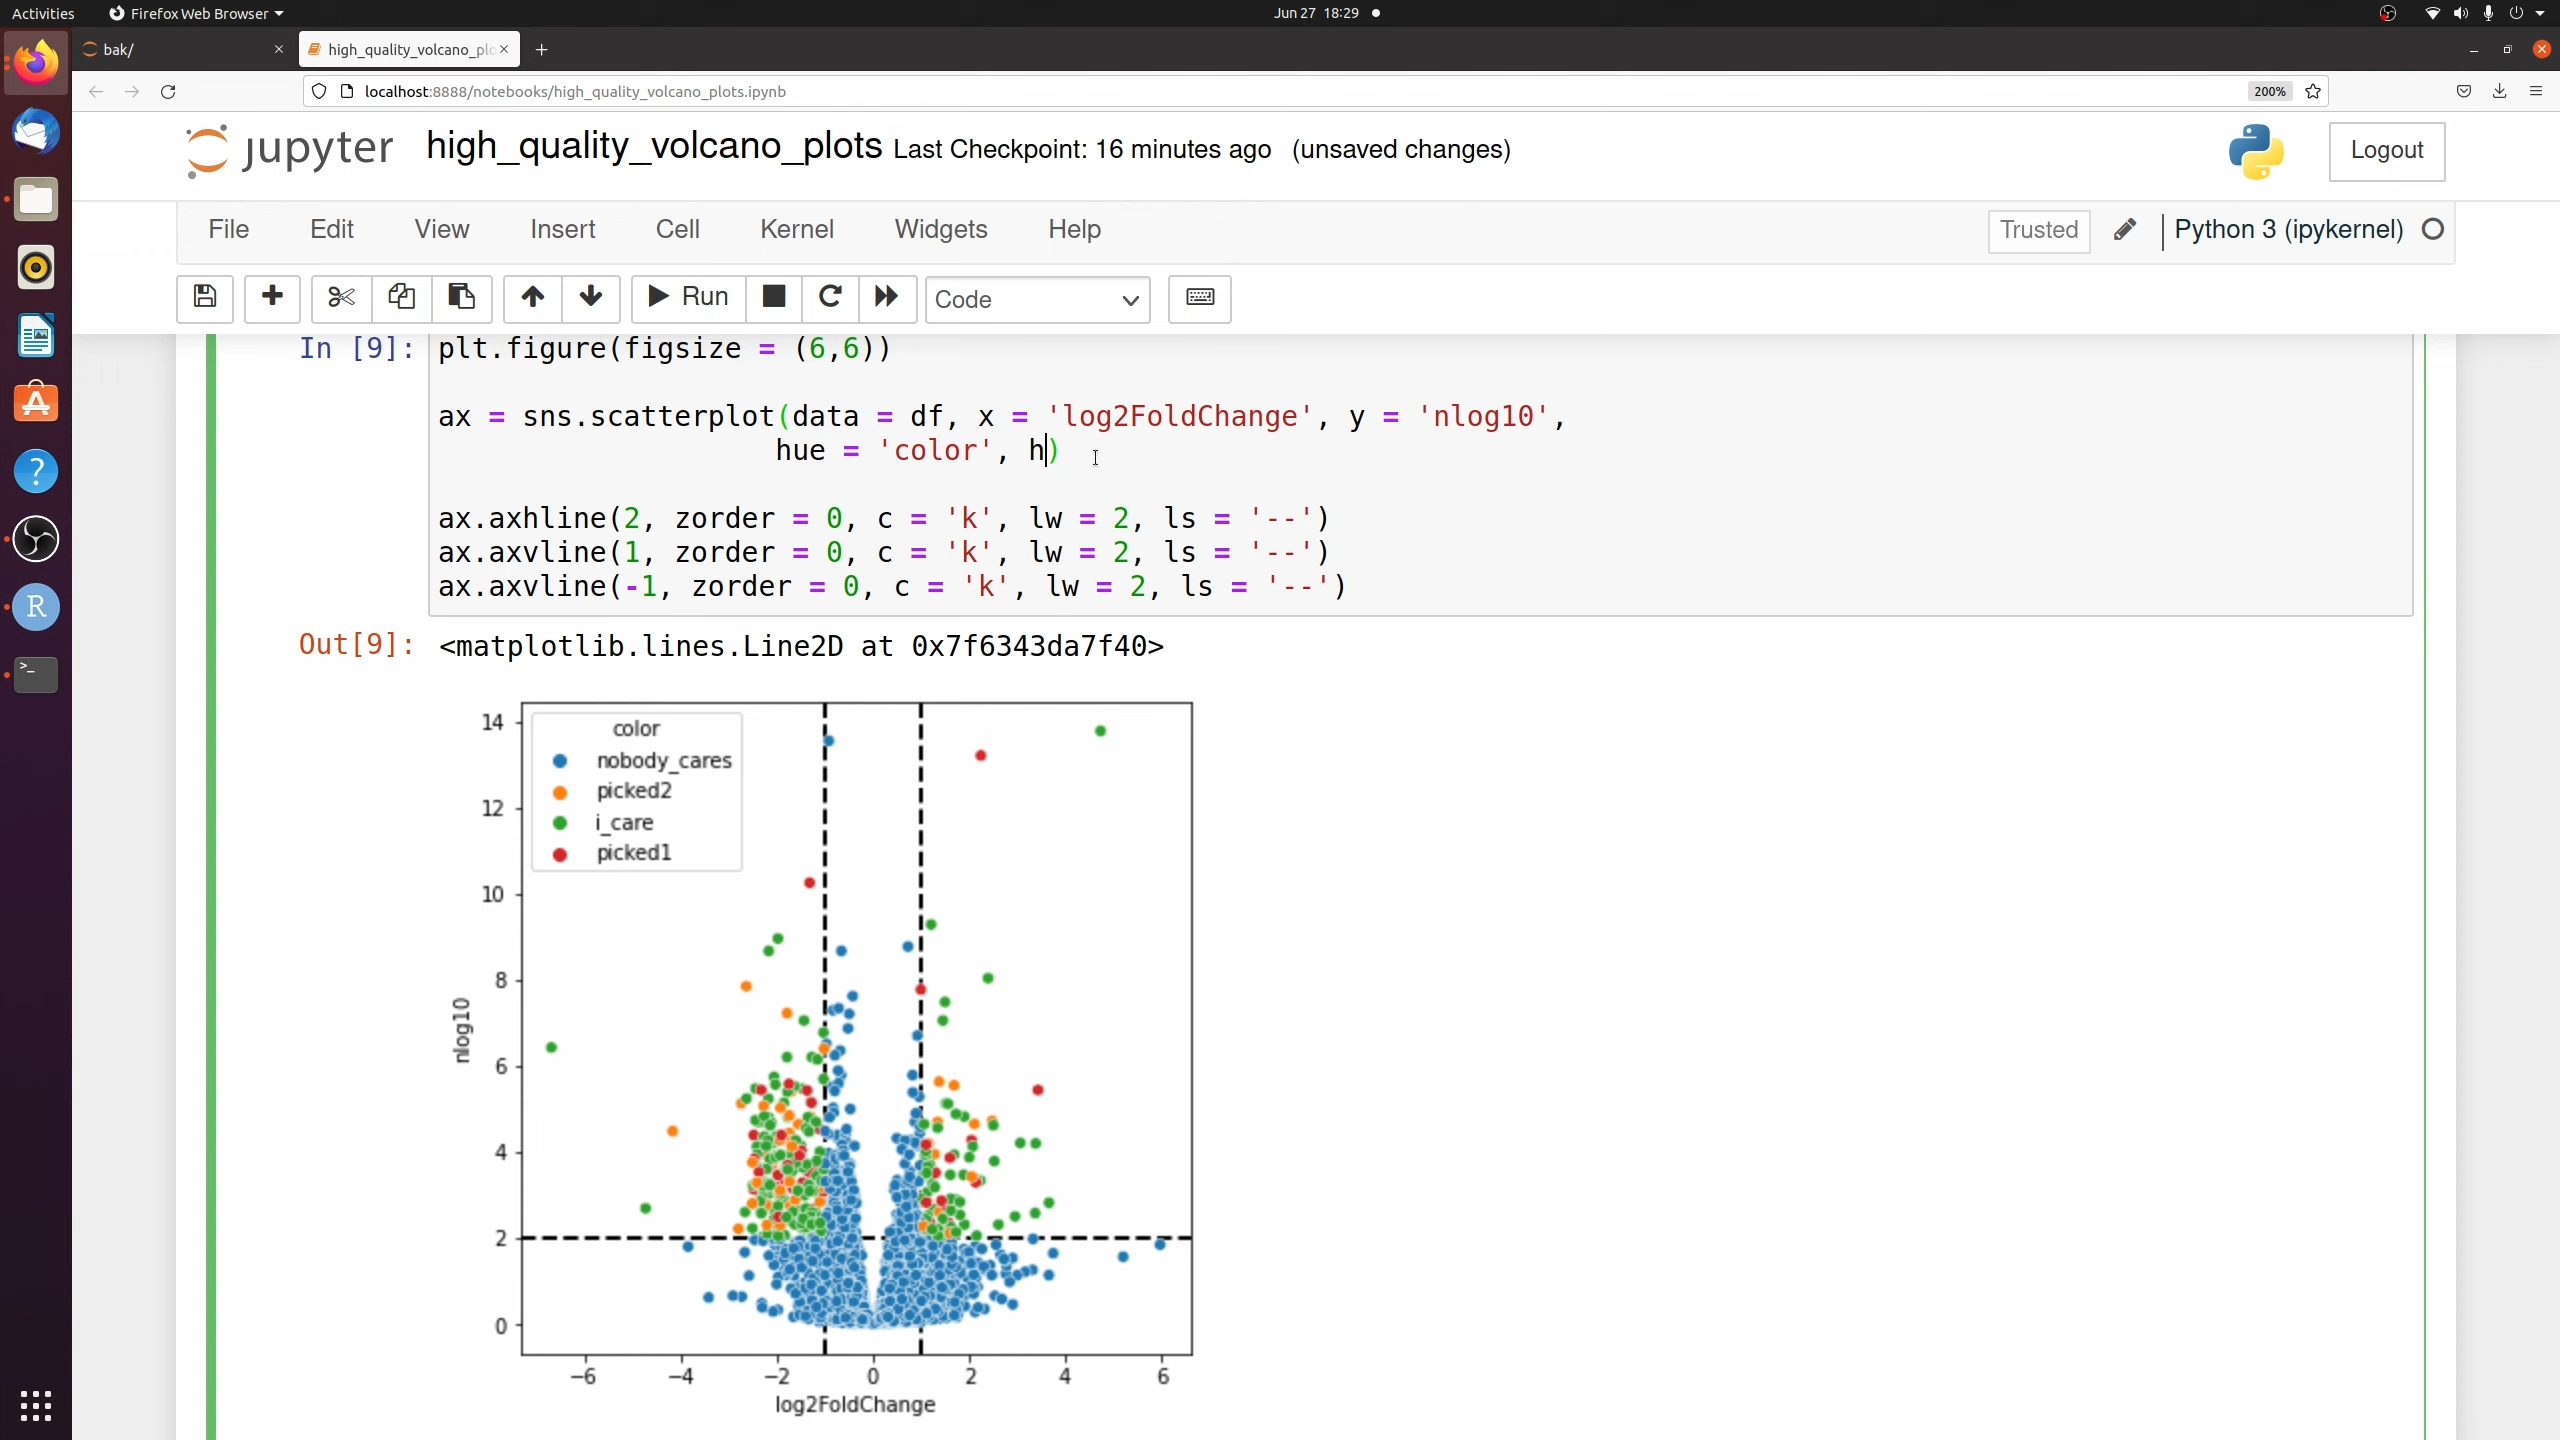 Activities Firefox Web Browser Jun 27 18:29
bak/ high_quality_volcano_plo
localhost:8888/notebooks/high_quality_volcano_plots.ipynb 200%
jupyter high_quality_volcano_plots Last Checkpoint: 16 minutes ago (unsaved changes) Logout
File Edit View Insert Cell Kernel Widgets Help Trusted Python 3 (ipykernel)
Run Code
In [9]: plt.figure(figsize = (6,6))
ax = sns.scatterplot(data = df, x = 'log2FoldChange', y = 'nlog10',
hue = 'color', h)
ax.axhline(2, zorder = 0, c = 'k', lw = 2, ls = '--')
ax.axvline(1, zorder = 0, c = 'k', lw = 2, ls = '--')
ax.axvline(-1, zorder = 0, c = 'k', lw = 2, ls = '--')
Out[9]: <matplotlib.lines.Line2D at 0x7f6343da7f40>
color
nobody_cares
picked2
i_care
picked1
14
12
10
8
6
4
2
0
nlog10
−6 −4 −2 0 2 4 6
log2FoldChange